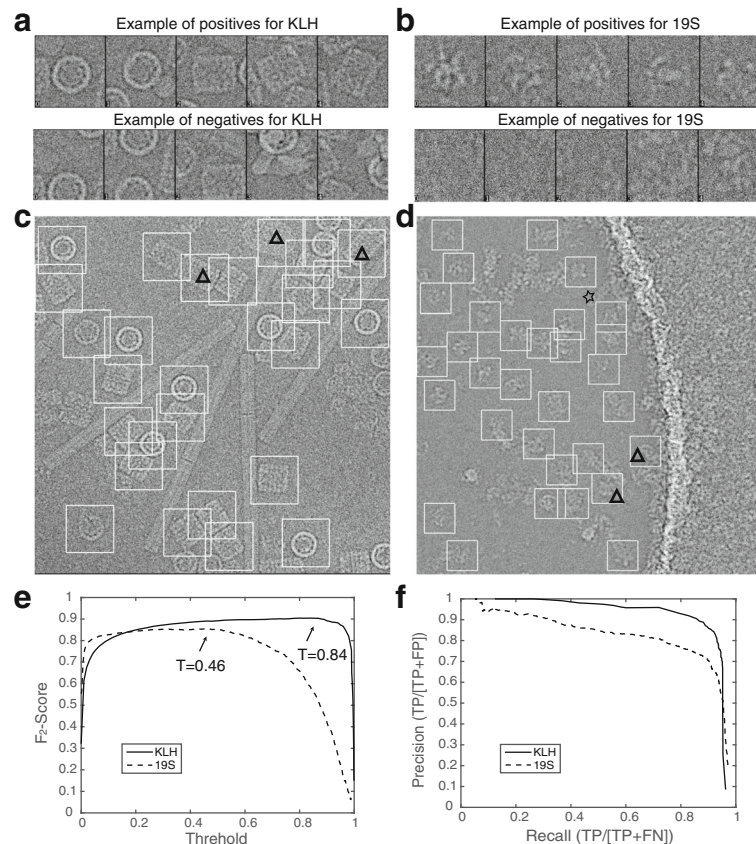 a
Example of positives for KLH
Example of negatives for KLH
b
Example of positives for 19S
Example of negatives for 19S
c
d
e
F2-Score
1
0.9
0.8
0.7
0.6
0.5
0.4
0.3
0.2
0.1
0
T=0.46
T=0.84
KLH
19S
0 0.2 0.4 0.6 0.8 1
Threhold
f
Precision (TP/[TP+FP])
1
0.9
0.8
0.7
0.6
0.5
0.4
0.3
0.2
0.1
0
KLH
19S
0 0.2 0.4 0.6 0.8 1
Recall (TP/[TP+FN])